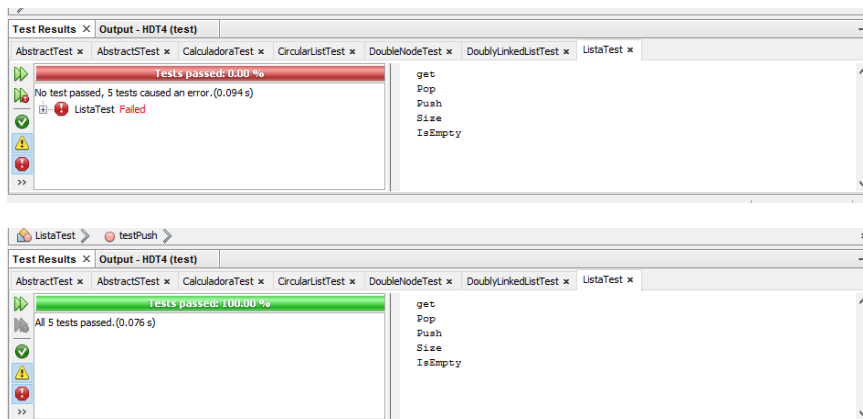 Test Results × Output - HDT4 (test)
AbstractTest × AbstractSTest × CalculadoraTest × CircularListTest × DoubleNodeTest × DoublyLinkedListTest × ListaTest ×
Tests passed: 0.00 %
No test passed, 5 tests caused an error.(0.094 s)
ListaTest Failed
>>
get
Pop
Push
Size
IsEmpty
ListaTest testPush
Test Results × Output - HDT4 (test)
AbstractTest × AbstractSTest × CalculadoraTest × CircularListTest × DoubleNodeTest × DoublyLinkedListTest × ListaTest ×
Tests passed: 100.00 %
All 5 tests passed.(0.076 s)
>>
get
Pop
Push
Size
IsEmpty